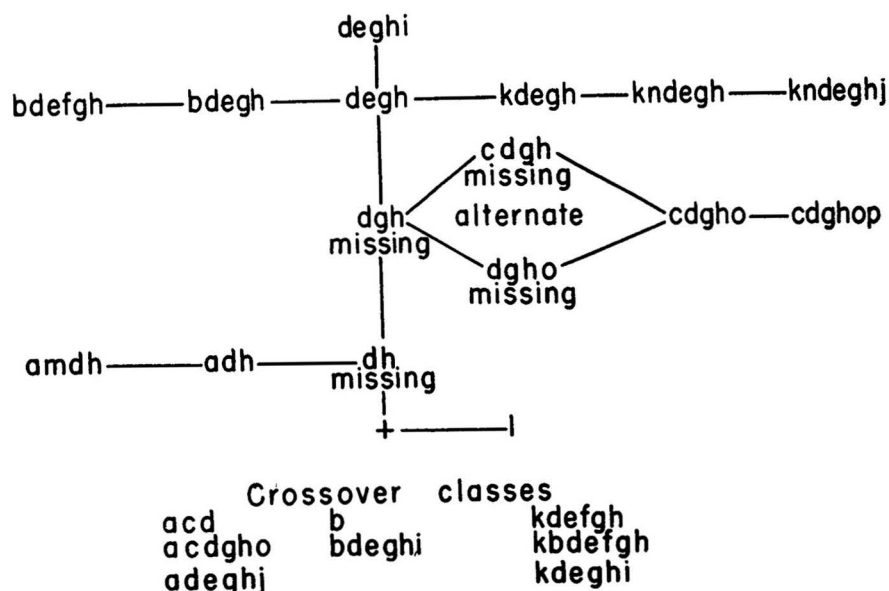 deghi
bdefgh bdegh degh kdegh kndegh kndeghj
cdgh
missing
dgh alternate cdgho cdghop
missing
dgho
missing
amdh adh dh
missing
+ l
Crossover classes
acd b kdefgh
acdgho bdeghi kbdefgh
adeghj kdeghi